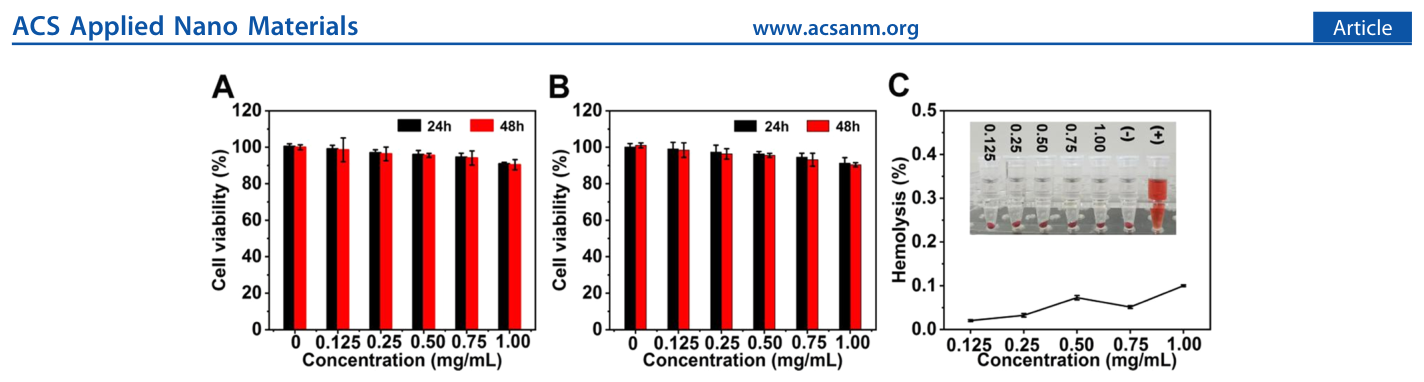 ACS Applied Nano Materials www.acsanm.org Article
A
120
100
80
60
40
20
0
Cell viability (%)
24h 48h
0 0.125 0.25 0.50 0.75 1.00
Concentration (mg/mL)
B
120
100
80
60
40
20
0
Cell viability (%)
24h 48h
0 0.125 0.25 0.50 0.75 1.00
Concentration (mg/mL)
C
0.5
0.4
0.3
0.2
0.1
0.0
Hemolysis (%)
0.125 0.25 0.50 0.75 1.00 (-) (+)
0.125 0.25 0.50 0.75 1.00
Concentration (mg/mL)